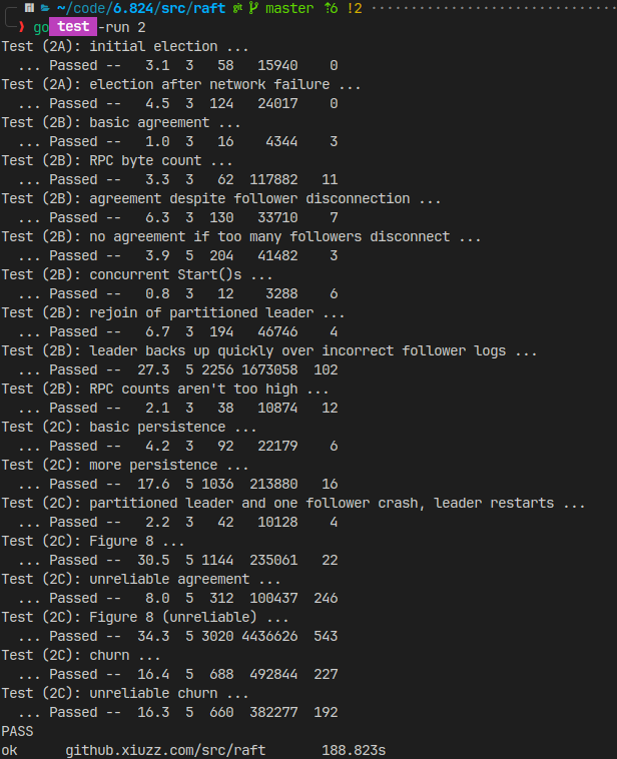 ~/code/6.824/src/raft master ⇡6 !2
❯ go test -run 2
Test (2A): initial election ...
  ... Passed --   3.1  3   58   15940    0
Test (2A): election after network failure ...
  ... Passed --   4.5  3  124   24017    0
Test (2B): basic agreement ...
  ... Passed --   1.0  3   16    4344    3
Test (2B): RPC byte count ...
  ... Passed --   3.3  3   62  117882   11
Test (2B): agreement despite follower disconnection ...
  ... Passed --   6.3  3  130   33710    7
Test (2B): no agreement if too many followers disconnect ...
  ... Passed --   3.9  5  204   41482    3
Test (2B): concurrent Start()s ...
  ... Passed --   0.8  3   12    3288    6
Test (2B): rejoin of partitioned leader ...
  ... Passed --   6.7  3  194   46746    4
Test (2B): leader backs up quickly over incorrect follower logs ...
  ... Passed --  27.3  5 2256 1673058  102
Test (2B): RPC counts aren't too high ...
  ... Passed --   2.1  3   38   10874   12
Test (2C): basic persistence ...
  ... Passed --   4.2  3   92   22179    6
Test (2C): more persistence ...
  ... Passed --  17.6  5 1036  213880   16
Test (2C): partitioned leader and one follower crash, leader restarts ...
  ... Passed --   2.2  3   42   10128    4
Test (2C): Figure 8 ...
  ... Passed --  30.5  5 1144  235061   22
Test (2C): unreliable agreement ...
  ... Passed --   8.0  5  312  100437  246
Test (2C): Figure 8 (unreliable) ...
  ... Passed --  34.3  5 3020 4436626  543
Test (2C): churn ...
  ... Passed --  16.4  5  688  492844  227
Test (2C): unreliable churn ...
  ... Passed --  16.3  5  660  382277  192
PASS
ok      github.xiuzz.com/src/raft       188.823s